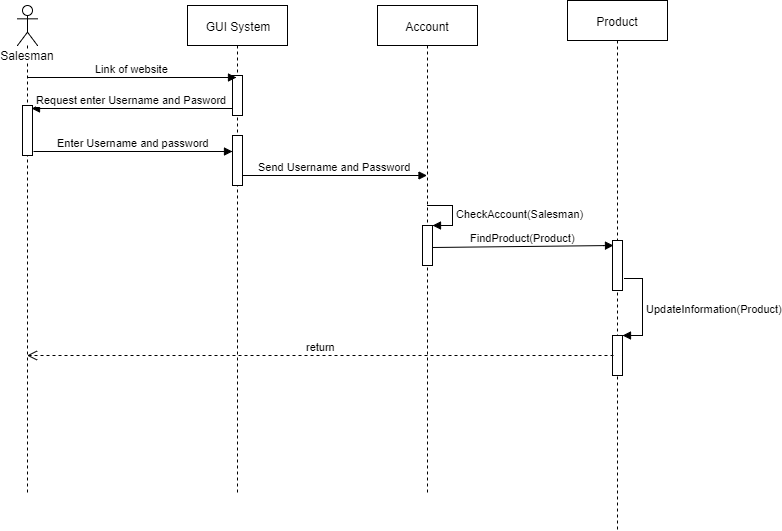 GUI System
Account
Product
Salesman
Link of website
Request enter Username and Pasword
Enter Username and password
Send Username and Password
CheckAccount(Salesman)
FindProduct(Product)
UpdateInformation(Product)
return